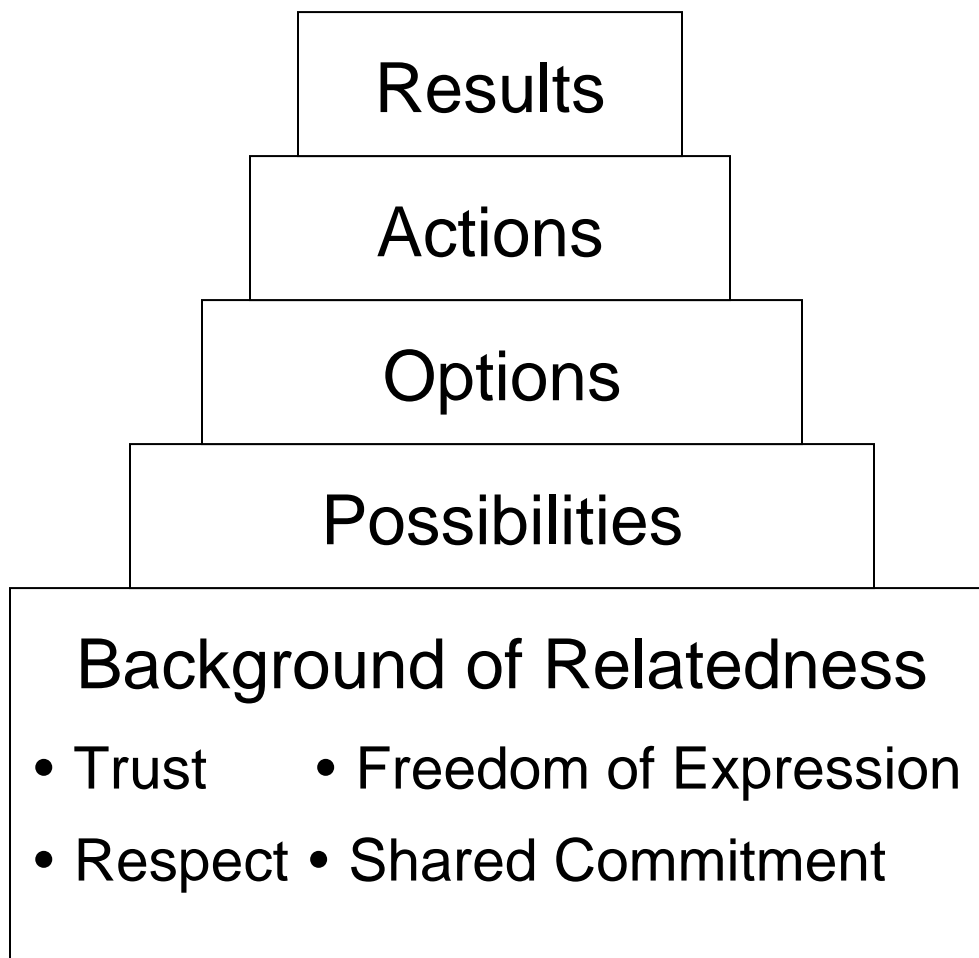 Results
Actions
Options
Possibilities
Background of Relatedness
• Trust • Freedom of Expression
• Respect • Shared Commitment